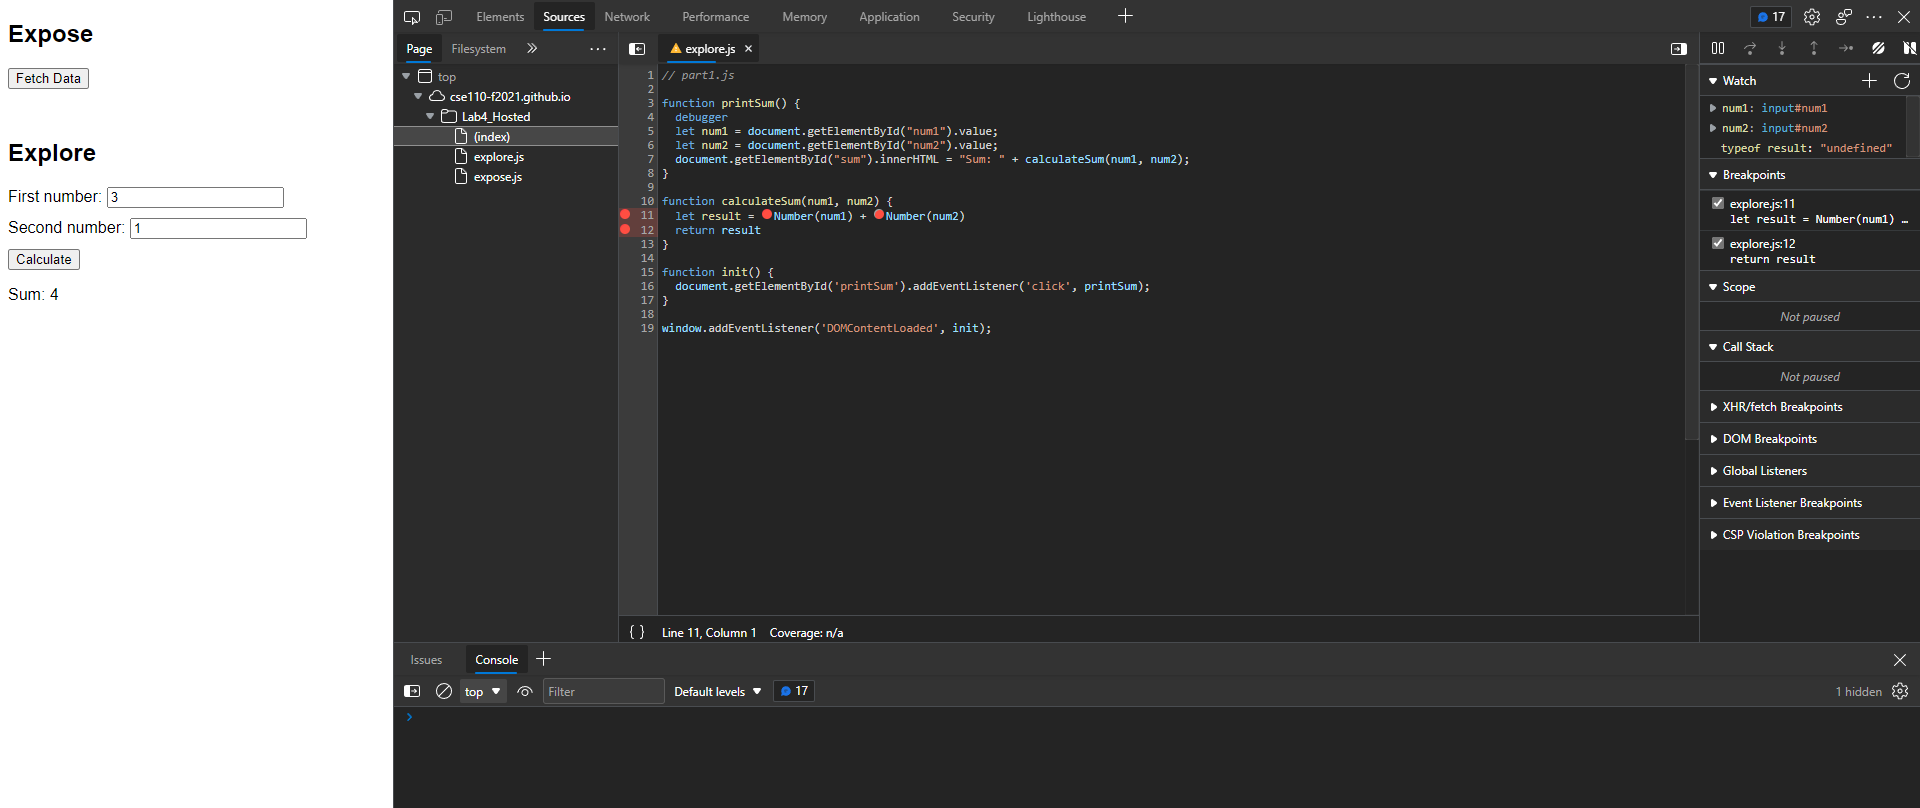 Expose
Fetch Data
Explore
First number: 3
Second number: 1
Calculate
Sum: 4
Elements Sources Network Performance Memory Application Security Lighthouse 17
Page Filesystem
top
cse110-f2021.github.io
Lab4_Hosted
(index)
explore.js
expose.js
explore.js
1 // part1.js
2
3 function printSum() {
4 debugger
5 let num1 = document.getElementById("num1").value;
6 let num2 = document.getElementById("num2").value;
7 document.getElementById("sum").innerHTML = "Sum: " + calculateSum(num1, num2);
8 }
9
10 function calculateSum(num1, num2) {
11 let result = Number(num1) + Number(num2)
12 return result
13 }
14
15 function init() {
16 document.getElementById('printSum').addEventListener('click', printSum);
17 }
18
19 window.addEventListener('DOMContentLoaded', init);
{ } Line 11, Column 1 Coverage: n/a
Watch
num1: input#num1
num2: input#num2
typeof result: "undefined"
Breakpoints
explore.js:11
let result = Number(num1) …
explore.js:12
return result
Scope
Not paused
Call Stack
Not paused
XHR/fetch Breakpoints
DOM Breakpoints
Global Listeners
Event Listener Breakpoints
CSP Violation Breakpoints
Issues Console
top Filter Default levels 17 1 hidden